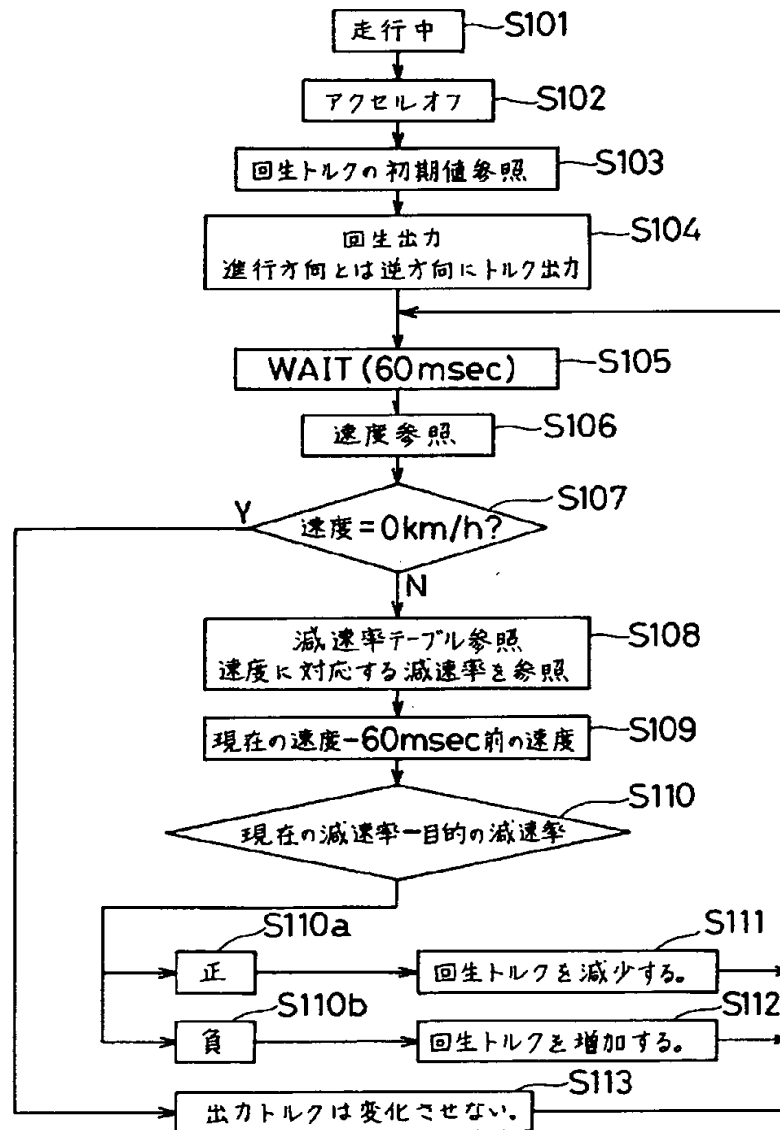 走行中
S101
アクセルオフ
S102
回生トルクの初期値参照
S103
回生出力
進行方向とは逆方向にトルク出力
S104
WAIT(60msec)
S105
速度参照
S106
速度=0km/h?
S107
Y
N
減速率テーブル参照
速度に対応する減速率を参照
S108
現在の速度-60msec前の速度
S109
現在の減速率-目的の減速率
S110
S110a
正
回生トルクを減少する。
S111
S110b
負
回生トルクを増加する。
S112
出力トルクは変化させない。
S113